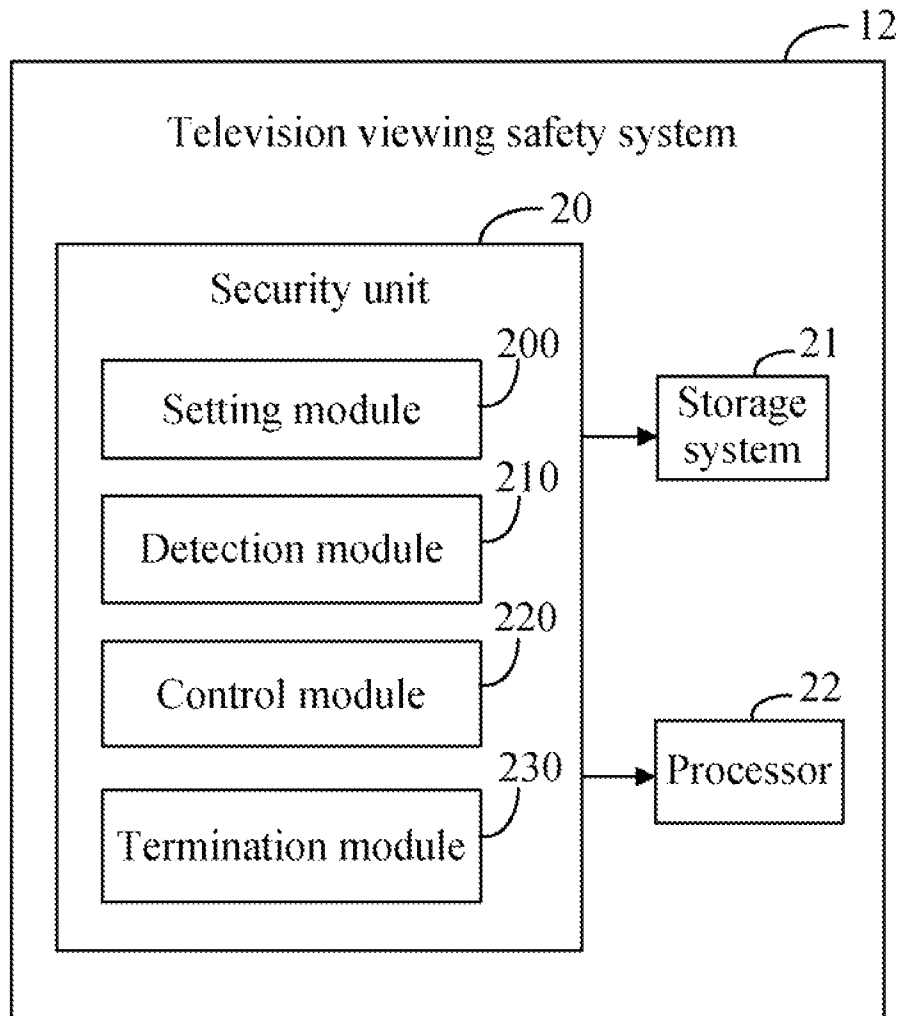 12
Television viewing safety system
20
Security unit
200
Setting module
21
Storage
system
210
Detection module
220
Control module
22
Processor
230
Termination module